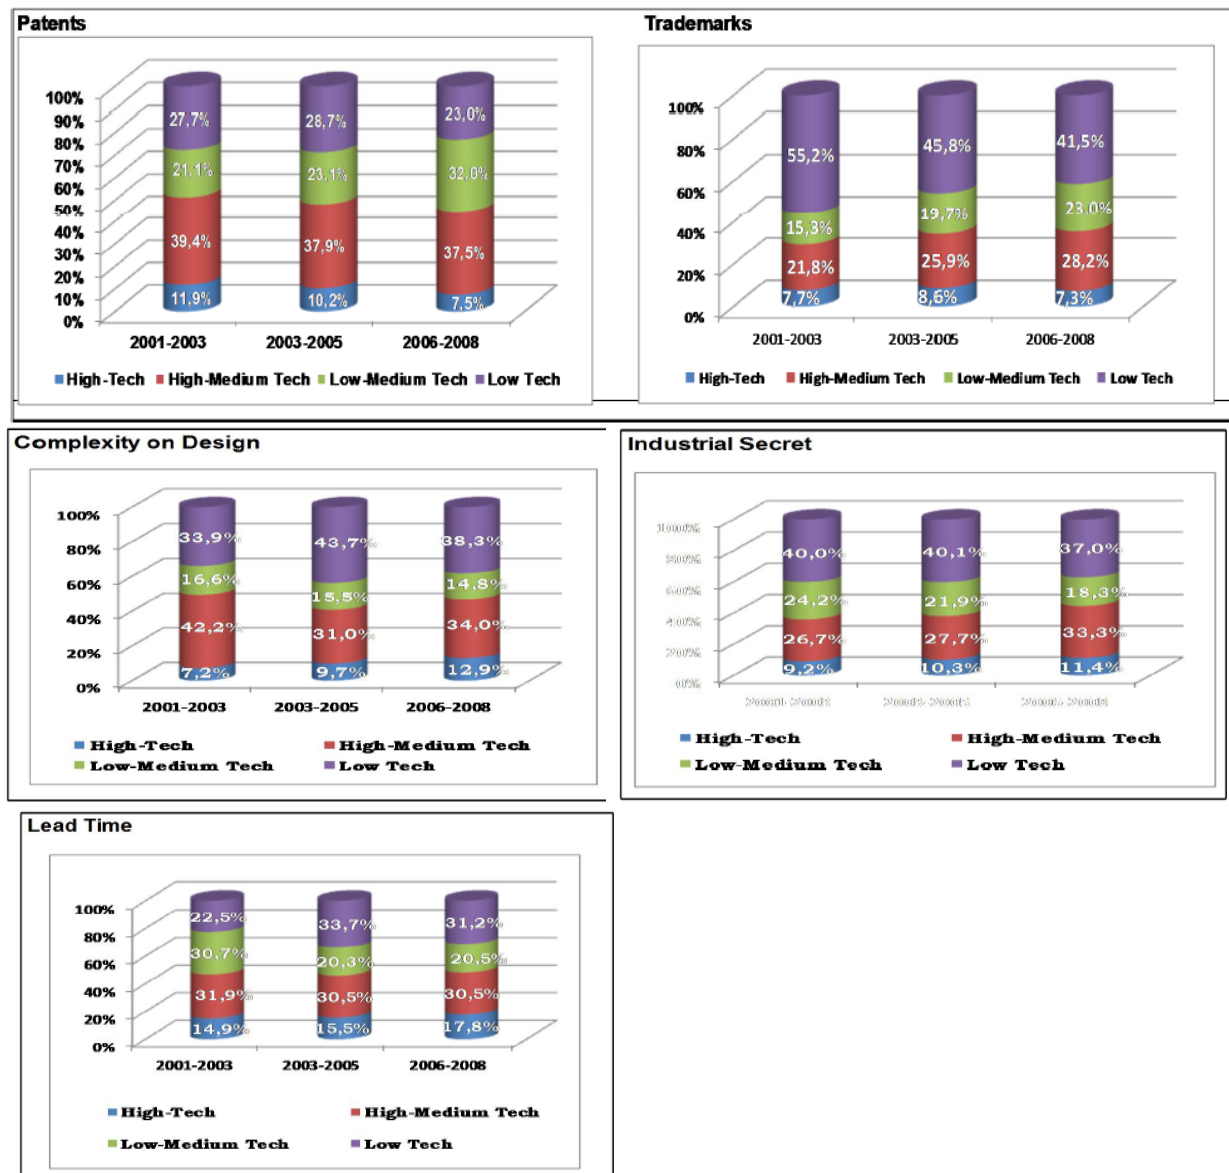 Patents
100%
90%
80%
70%
60%
50%
40%
30%
20%
10%
0%
27,7% 28,7% 23,0%
21,1% 23,1% 32,0%
39,4% 37,9% 37,5%
11,9% 10,2% 7,5%
2001-2003 2003-2005 2006-2008
High-Tech High-Medium Tech Low-Medium Tech Low Tech
Trademarks
100%
80%
60%
40%
20%
0%
55,2% 45,8% 41,5%
15,3% 19,7% 23.0%
21,8% 25,9% 28,2%
7,7% 8,6% 7,3%
2001-2003 2003-2005 2006-2008
High-Tech High-Medium Tech Low-Medium Tech Low Tech
Complexity on Design
100%
80%
60%
40%
20%
0%
33,9% 43,7% 38,3%
16,6% 15,5% 14,8%
42,2% 31,0% 34,0%
7,2% 9,7% 12,9%
2001-2003 2003-2005 2006-2008
High-Tech High-Medium Tech
Low-Medium Tech Low Tech
Industrial Secret
80%
60%
40%
20%
0%
40,0% 40,1% 37,0%
24,2% 21,9% 18,3%
26,7% 27,7% 33,3%
9,2% 10,3% 11,4%
High-Tech High-Medium Tech
Low-Medium Tech Low Tech
Lead Time
100%
80%
60%
40%
20%
0%
22,5% 33,7% 31,2%
30,7% 20,3% 20,5%
31,9% 30,5% 30,5%
14,9% 15,5% 17,8%
2001-2003 2003-2005 2006-2008
High-Tech High-Medium Tech
Low-Medium Tech Low Tech